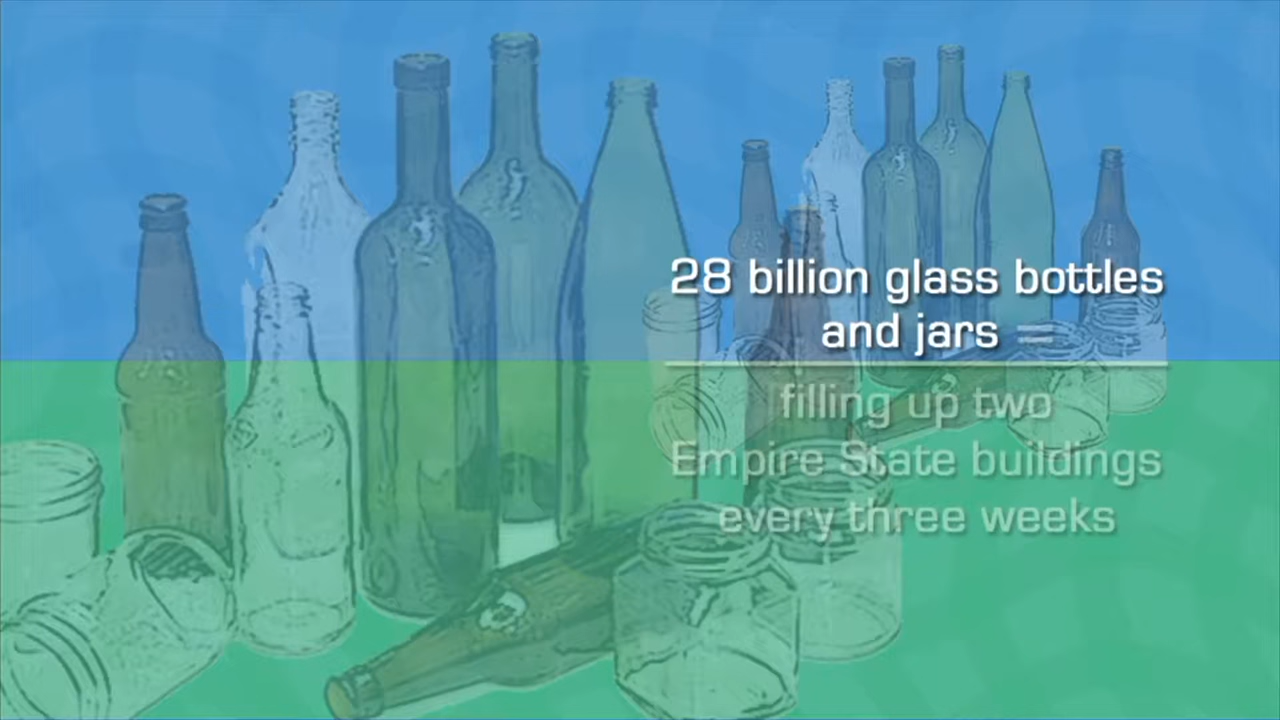 28 billion glass bottles
and jars =
filling up two
Empire State buildings
every three weeks